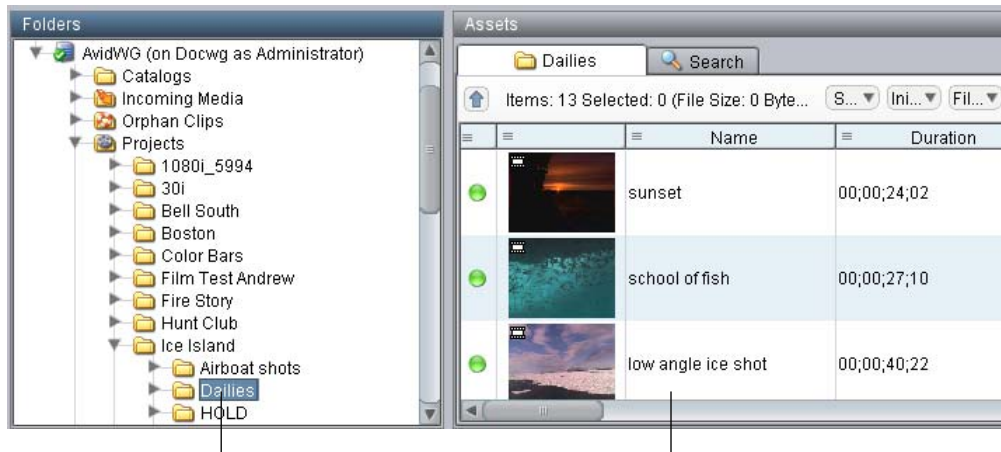 Folders
AvidWG (on Docwg as Administrator)
Catalogs
Incoming Media
Orphan Clips
Projects
1080i_5994
30i
Bell South
Boston
Color Bars
Film Test Andrew
Fire Story
Hunt Club
Ice Island
Airboat shots
Dailies
HOLD
Assets
Dailies
Search
Items: 13 Selected: 0 (File Size: 0 Byte...
S...
Ini...
Fil...
Name
Duration
sunset
00;00;24;02
school of fish
00;00;27;10
low angle ice shot
00;00;40;22